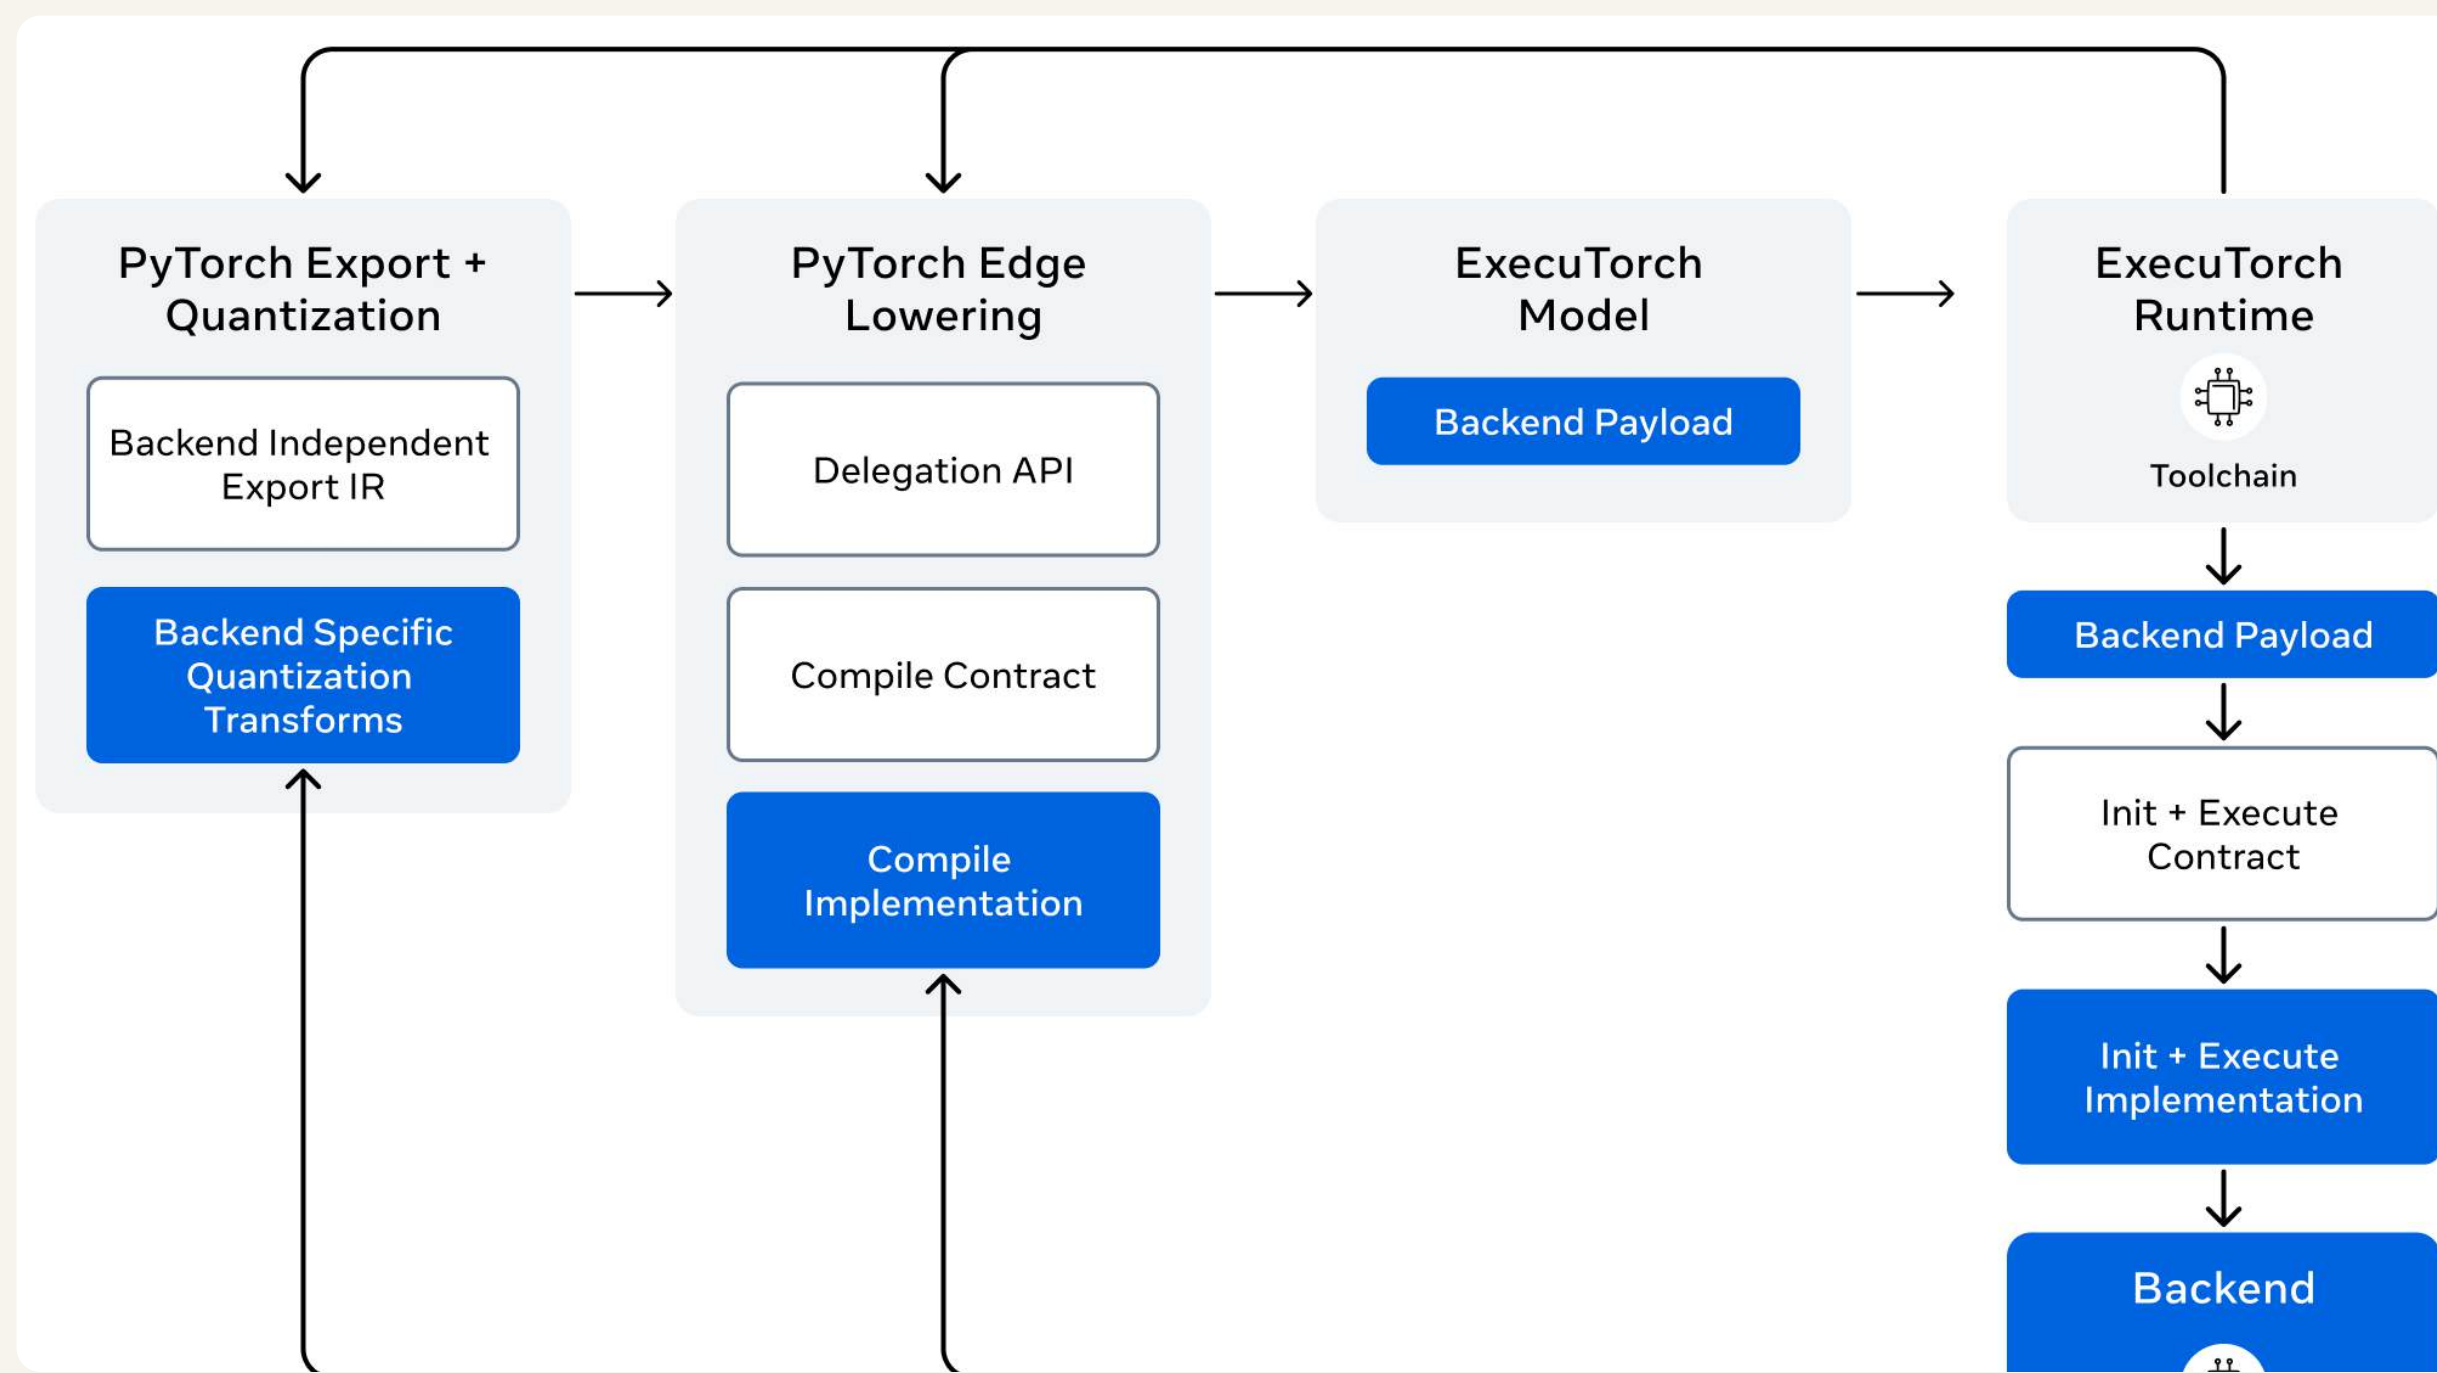 PyTorch Export +
Quantization
Backend Independent
Export IR
Backend Specific
Quantization
Transforms
PyTorch Edge
Lowering
Delegation API
Compile Contract
Compile
Implementation
ExecuTorch
Model
Backend Payload
ExecuTorch
Runtime
Toolchain
Backend Payload
Init + Execute
Contract
Init + Execute
Implementation
Backend